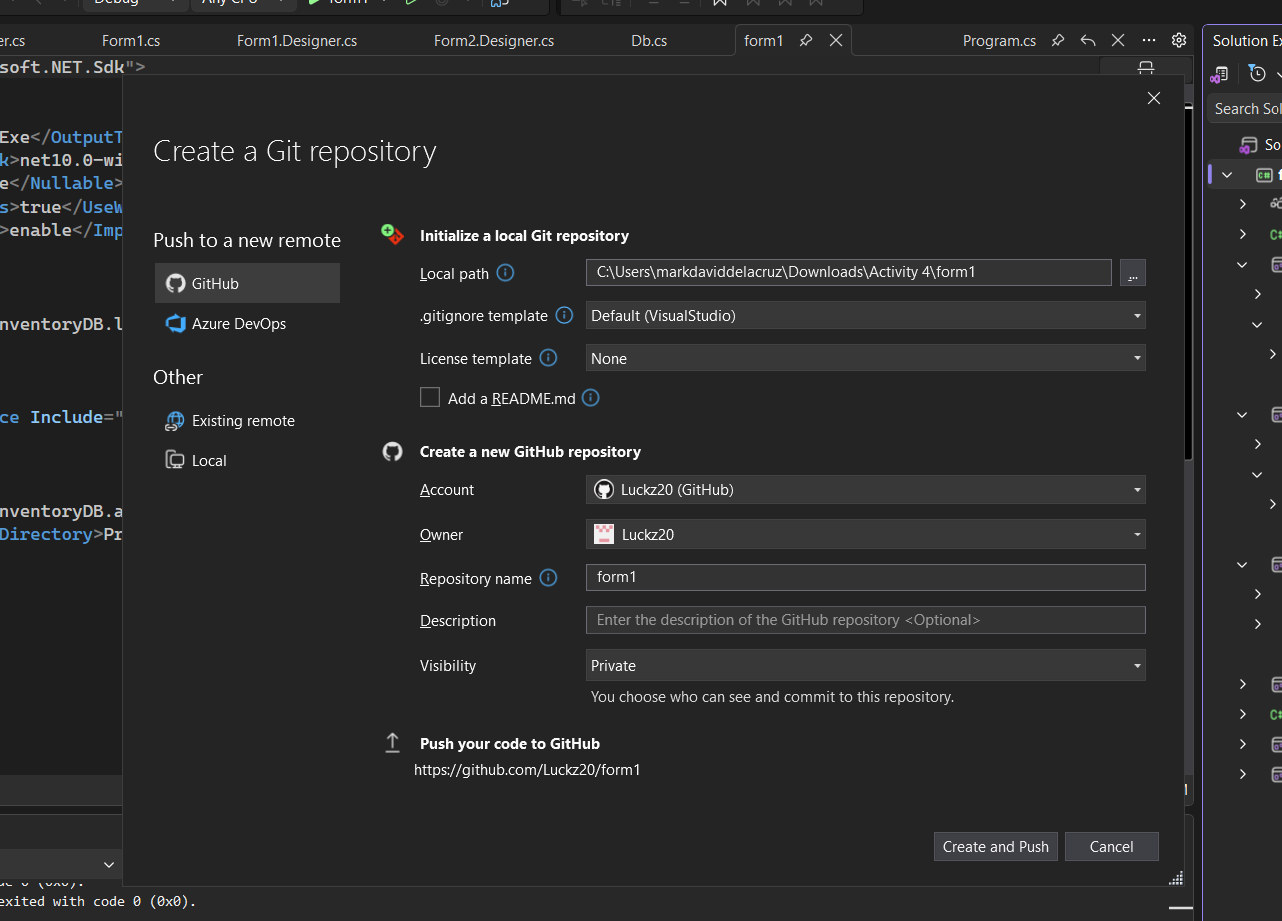 Debug
form1
er.cs
Form1.cs
Form1.Designer.cs
Form2.Designer.cs
Db.cs
form1
Program.cs
Solution Ex
soft.NET.Sdk">
Search Sol
So
Exe</OutputT
k>net10.0-wi
e</Nullable>
s>true</UseW
>enable</Imp
nventoryDB.l
ce Include="
nventoryDB.a
Directory>Pr
Create a Git repository
Push to a new remote
GitHub
Azure DevOps
Other
Existing remote
Local
Initialize a local Git repository
Local path
C:\Users\markdaviddelacruz\Downloads\Activity 4\form1
...
.gitignore template
Default (VisualStudio)
License template
None
Add a README.md
Create a new GitHub repository
Account
Luckz20 (GitHub)
Owner
Luckz20
Repository name
form1
Description
Enter the description of the GitHub repository <Optional>
Visibility
Private
You choose who can see and commit to this repository.
Push your code to GitHub
https://github.com/Luckz20/form1
Create and Push
Cancel
exited with code 0 (0x0).